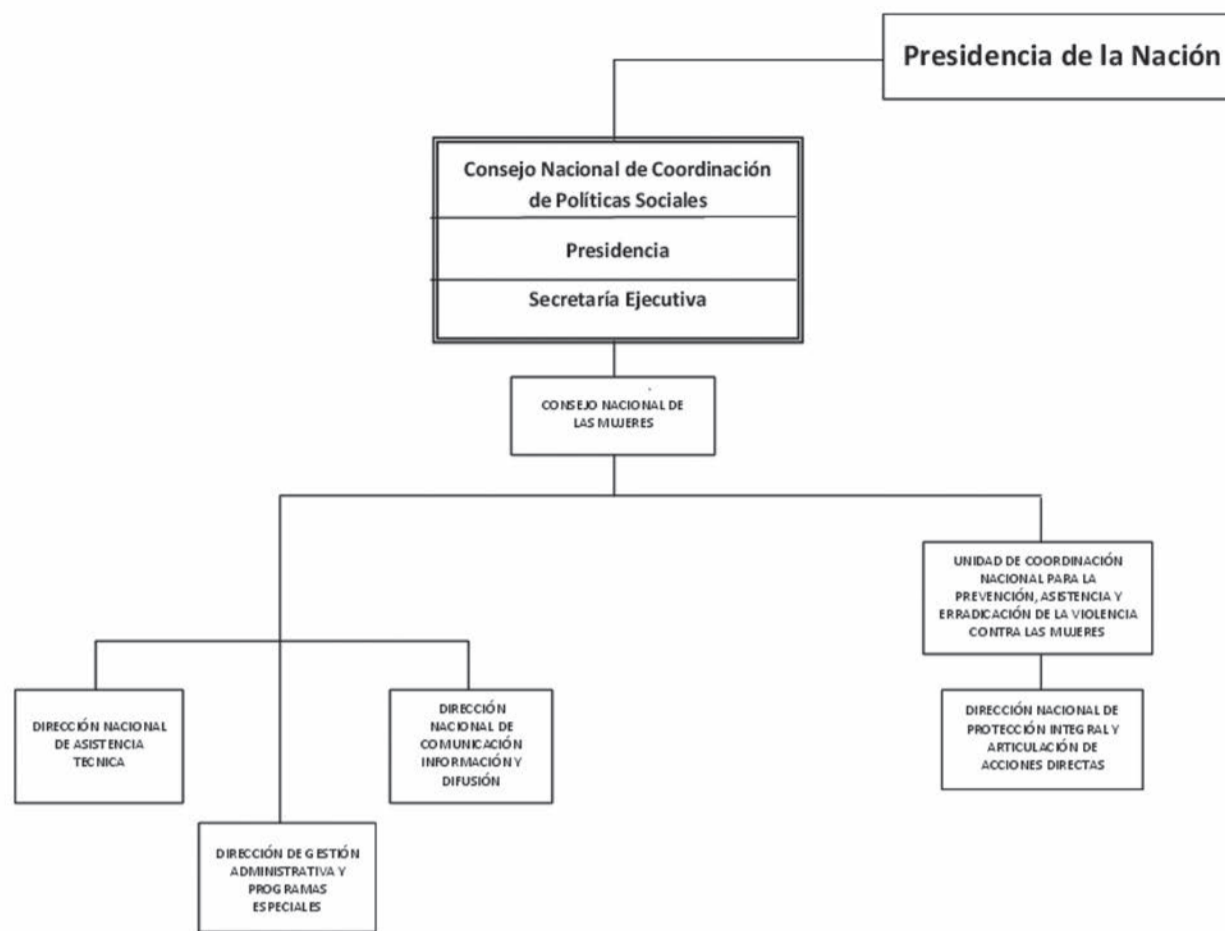 Presidencia de la Nación
Consejo Nacional de Coordinación
de Políticas Sociales
Presidencia
Secretaría Ejecutiva
CONSEJO NACIONAL DE
LAS MUJERES
UNIDAD DE COORDINACIÓN
NACIONAL PARA LA
PREVENCIÓN, ASISTENCIA Y
ERRADICACIÓN DE LA VIOLENCIA
CONTRA LAS MUJERES
DIRECCIÓN NACIONAL
DE ASISTENCIA
TECNICA
DIRECCIÓN
NACIONAL DE
COMUNICACIÓN
INFORMACIÓN Y
DIFUSIÓN
DIRECCIÓN NACIONAL DE
PROTECCIÓN INTEGRAL Y
ARTICULACIÓN DE
ACCIONES DIRECTAS
DIRECCIÓN DE GESTIÓN
ADMINISTRATIVA Y
PROGRAMAS
ESPECIALES